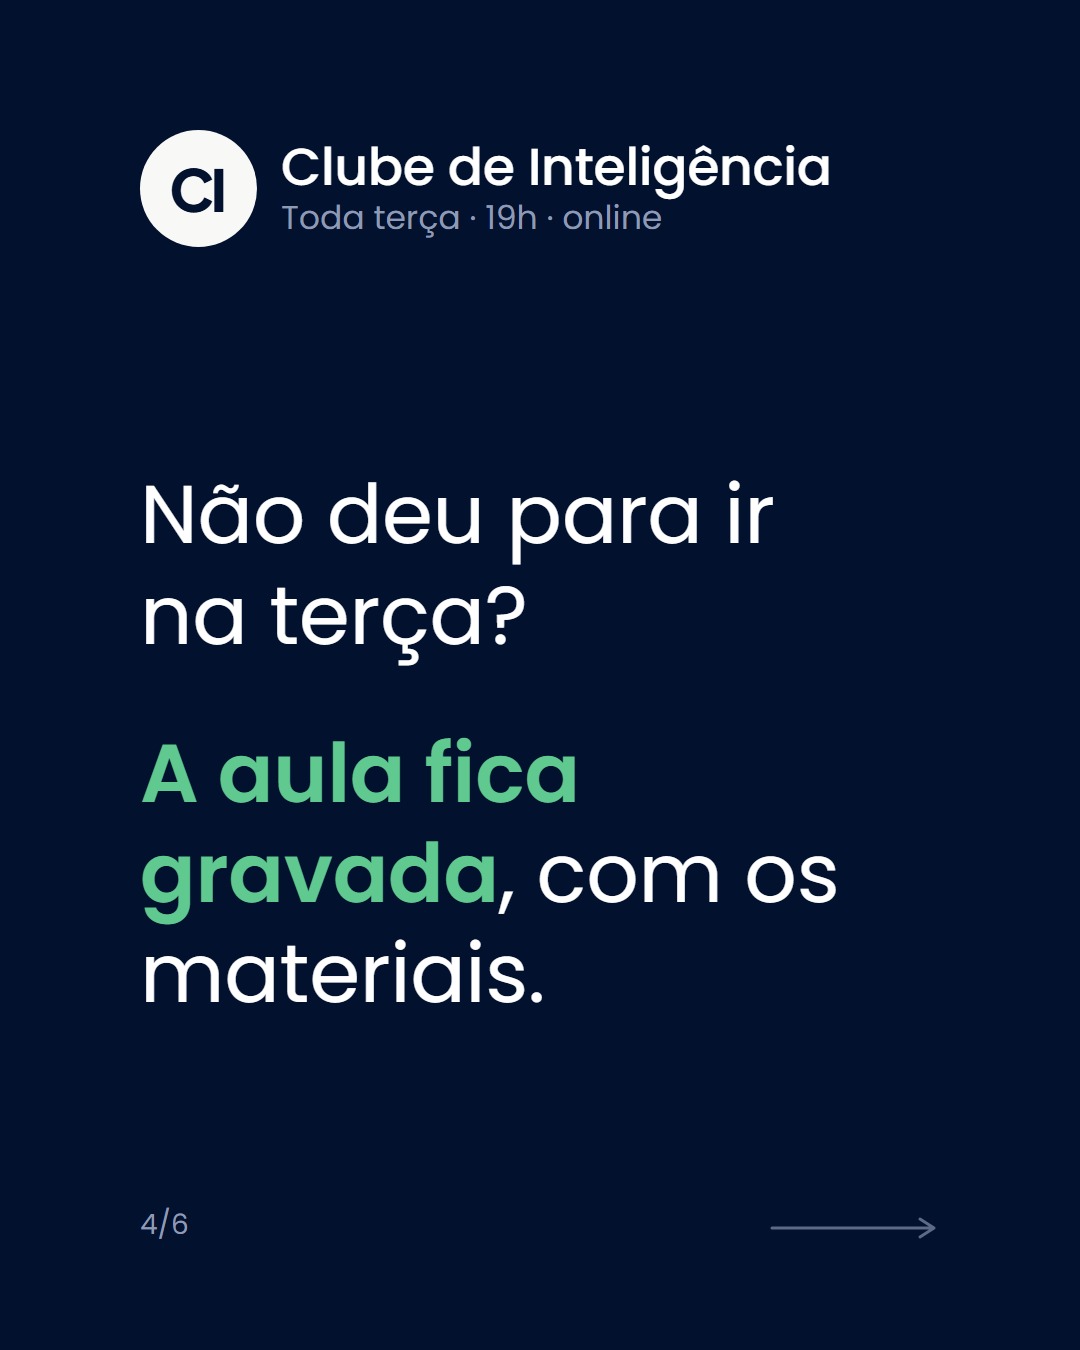 CI
Clube de Inteligência
Toda terça · 19h · online
Não deu para ir
na terça?
A aula fica
gravada, com os
materiais.
4/6